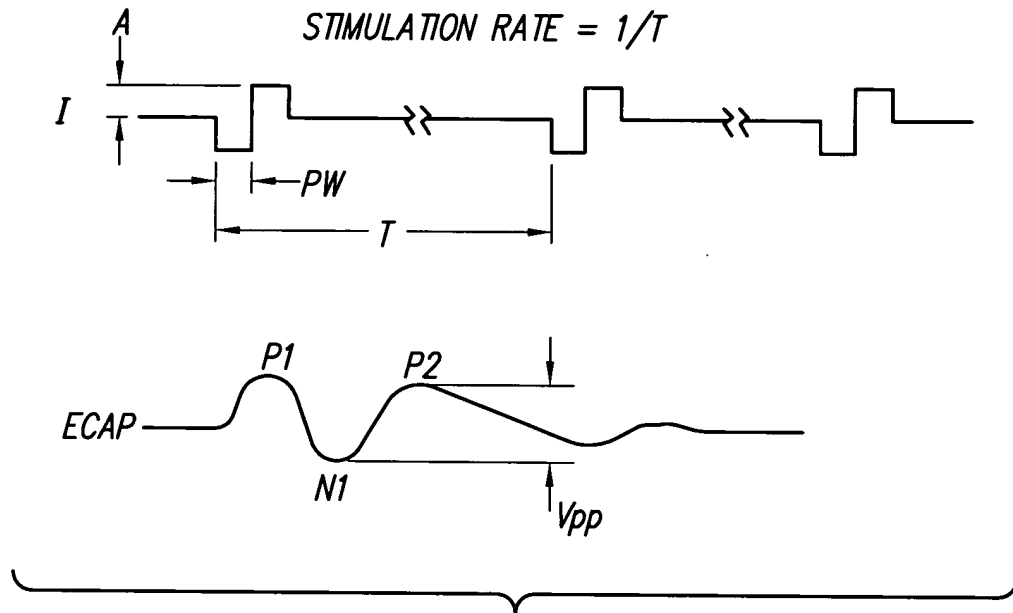 A
STIMULATION RATE = 1/T
I
PW
T
P1
P2
ECAP
N1
Vpp